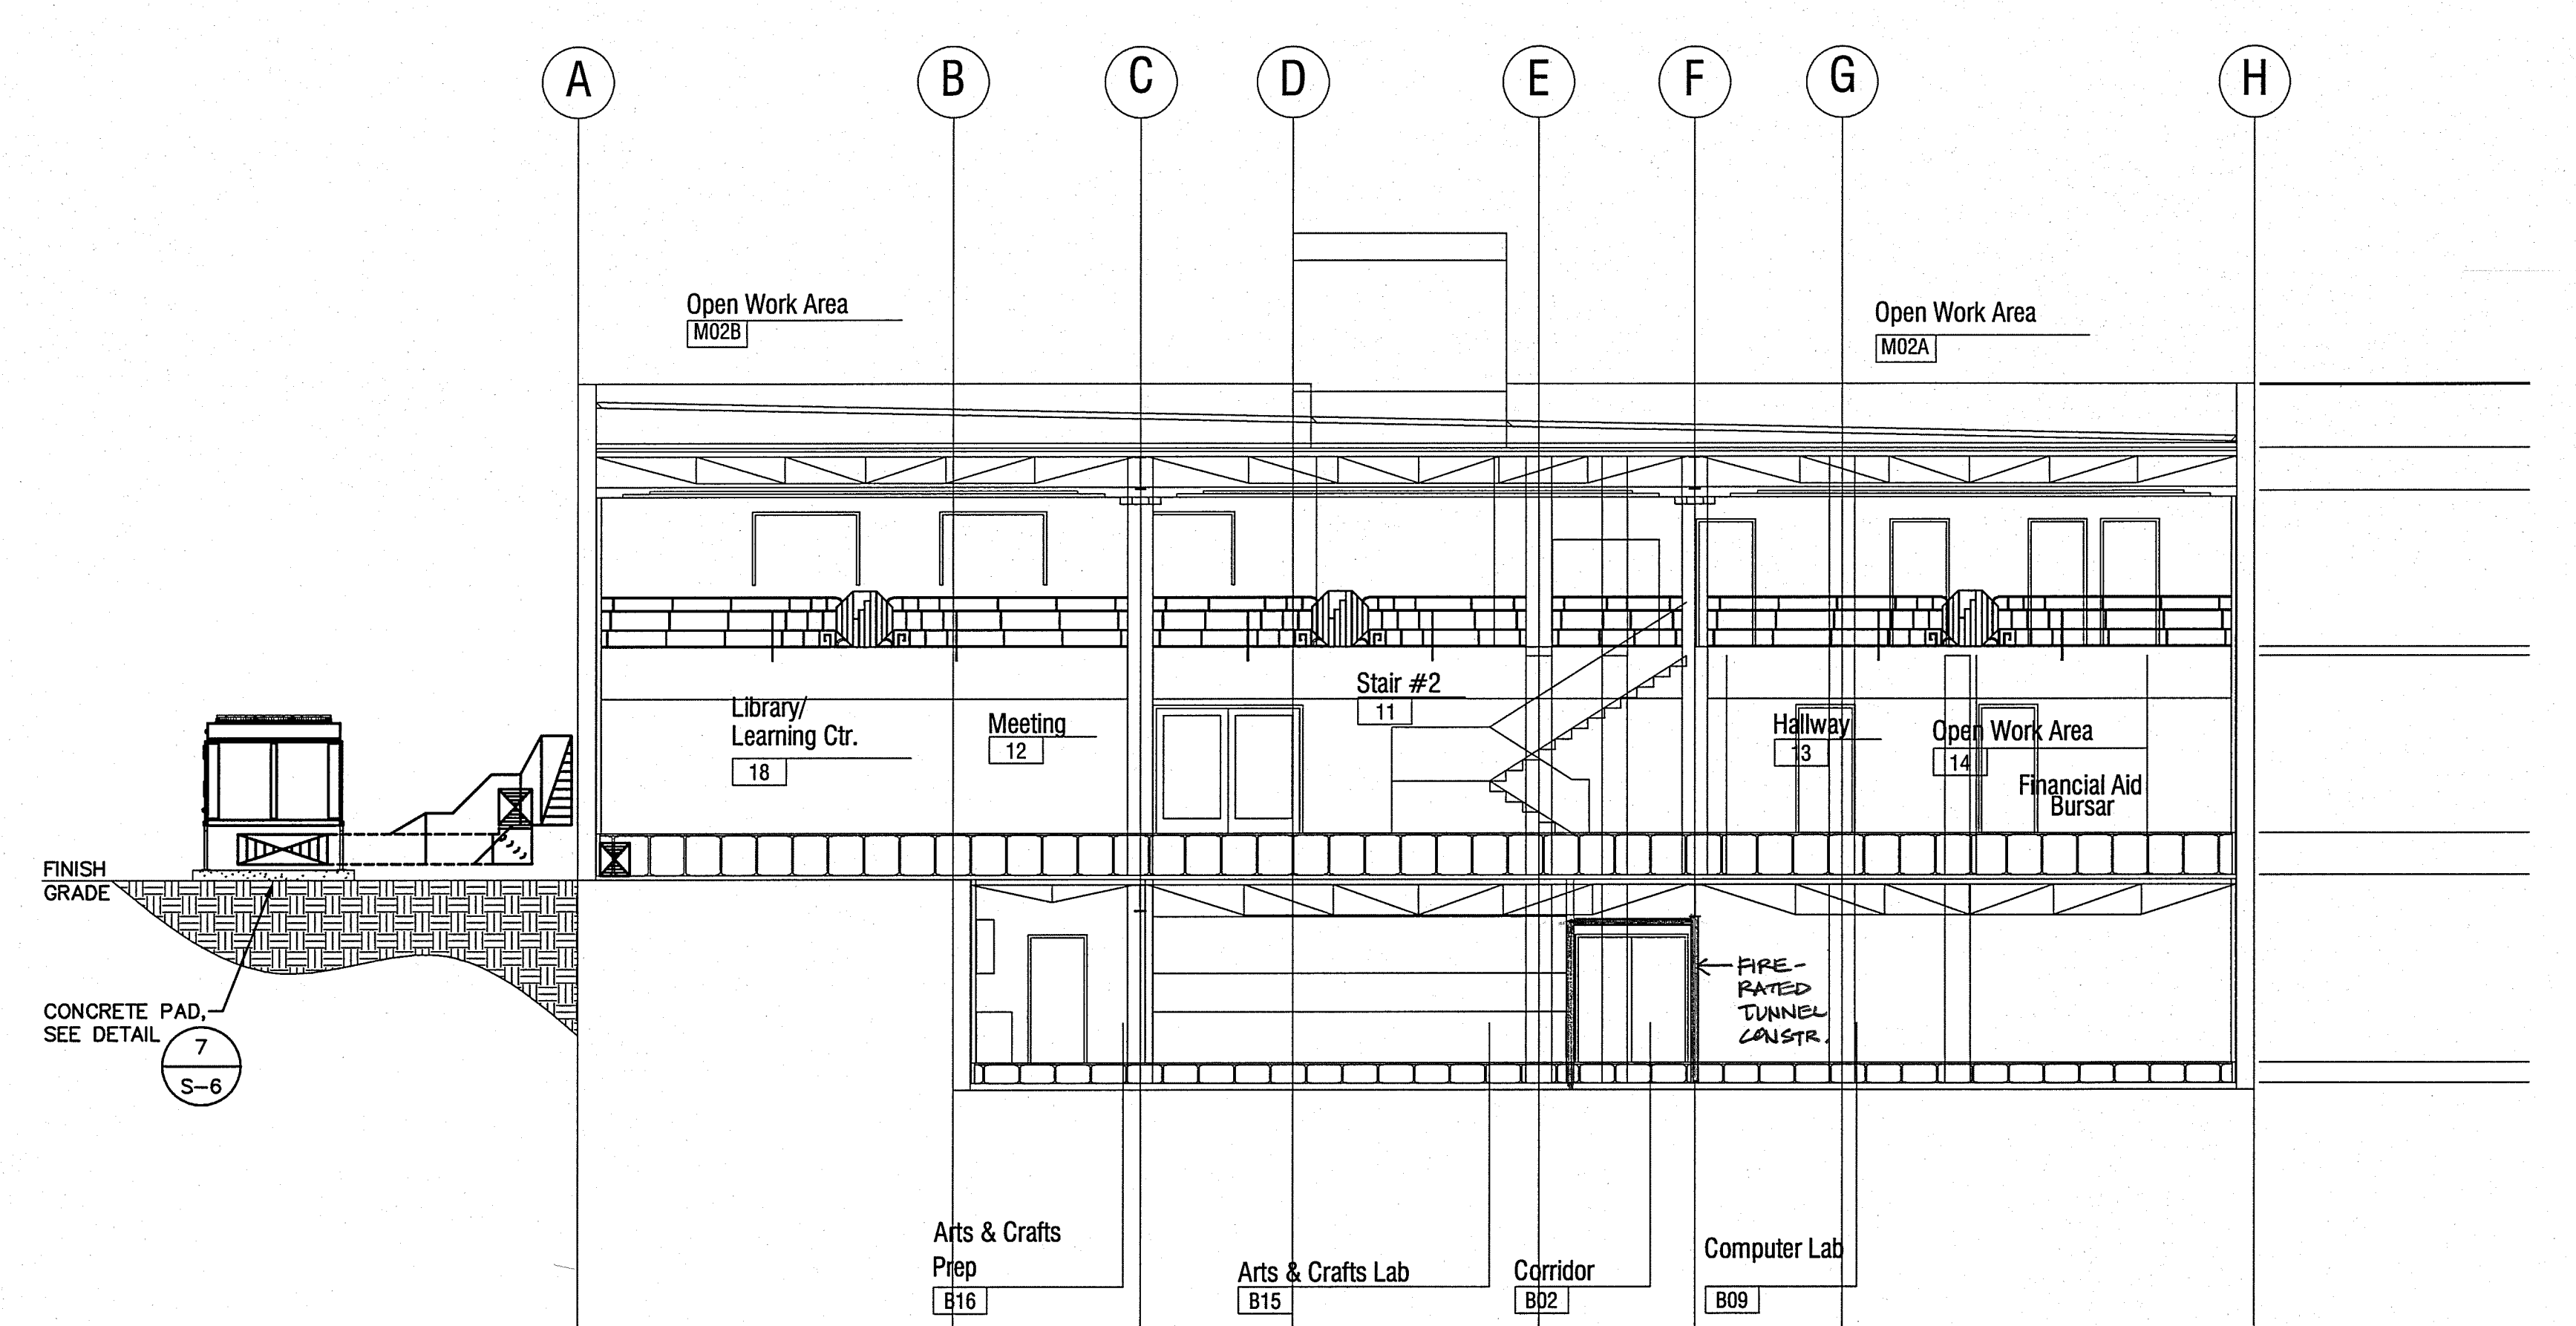 A B C D E F G H
Open Work Area
M02B
Open Work Area
M02A
Library/
Learning Ctr.
18
Meeting
12
Stair #2
11
Hallway
13
Open Work Area
14
Financial Aid
Bursar
FINISH
GRADE
CONCRETE PAD,
SEE DETAIL
7
S-6
FIRE-
RATED
TUNNEL
CONSTR.
Arts & Crafts
Prep
B16
Arts & Crafts Lab
B15
Corridor
B02
Computer Lab
B09